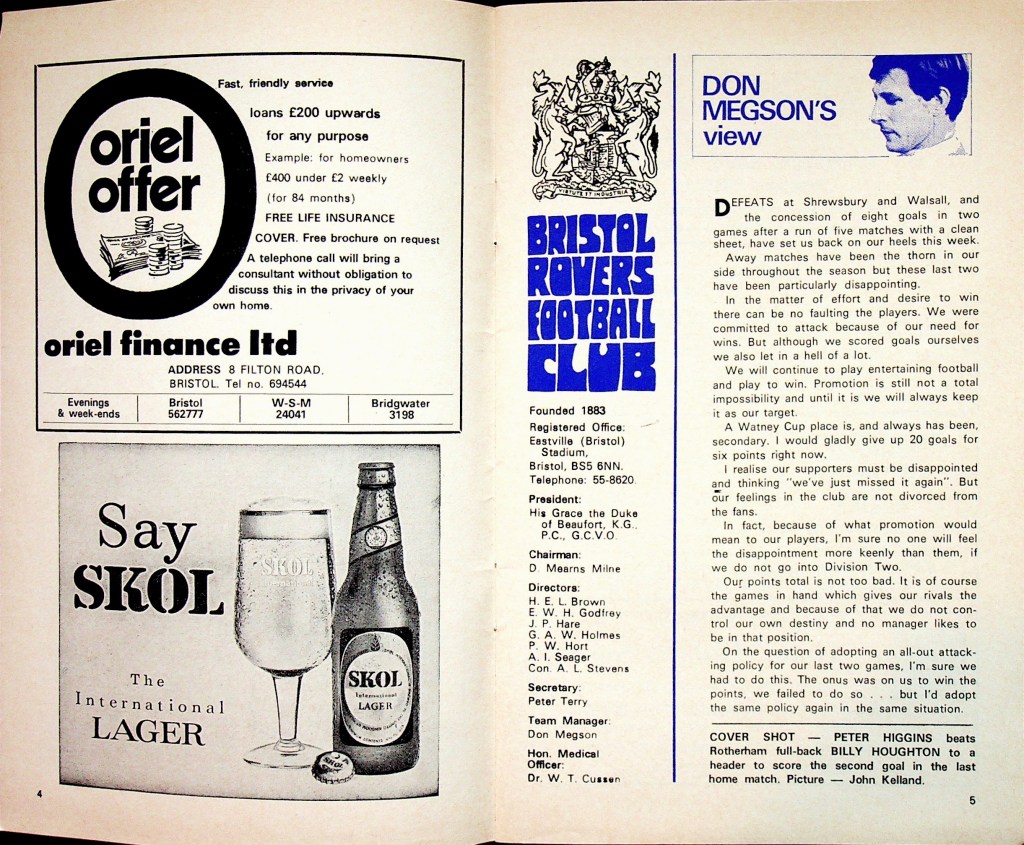 oriel
offer
Fast, friendly service
loans £200 upwards
for any purpose
Example: for homeowners
£400 under £2 weekly
(for 84 months)
FREE LIFE INSURANCE
COVER. Free brochure on request
A telephone call will bring a
consultant without obligation to
discuss this in the privacy of your
own home.
oriel finance ltd
ADDRESS 8 FILTON ROAD,
BRISTOL. Tel no. 694544
Evenings & week-ends
Bristol 562777
W-S-M 24041
Bridgwater 3198
Say
SKOL
The
International
LAGER
SKOL
SKOL
International
LAGER
SKOL
4
VIRTUTE ET INDUSTRIA
BRISTOL
ROVERS
FOOTBALL
CLUB
Founded 1883
Registered Office:
Eastville (Bristol)
Stadium,
Bristol, BS5 6NN.
Telephone: 55-8620.
President:
His Grace the Duke
of Beaufort, K.G.,
P.C., G.C.V.O.
Chairman:
D. Mearns Milne
Directors:
H. E. L. Brown
E. W. H. Godfrey
J. P. Hare
G. A. W. Holmes
P. W. Hort
A. I. Seager
Con. A. L. Stevens
Secretary:
Peter Terry
Team Manager:
Don Megson
Hon. Medical
Officer:
Dr. W. T. Cussen
DON
MEGSON'S
view
DEFEATS at Shrewsbury and Walsall, and
the concession of eight goals in two
games after a run of five matches with a clean
sheet, have set us back on our heels this week.
Away matches have been the thorn in our
side throughout the season but these last two
have been particularly disappointing.
In the matter of effort and desire to win
there can be no faulting the players. We were
committed to attack because of our need for
wins. But although we scored goals ourselves
we also let in a hell of a lot.
We will continue to play entertaining football
and play to win. Promotion is still not a total
impossibility and until it is we will always keep
it as our target.
A Watney Cup place is, and always has been,
secondary. I would gladly give up 20 goals for
six points right now.
I realise our supporters must be disappointed
and thinking "we've just missed it again". But
our feelings in the club are not divorced from
the fans.
In fact, because of what promotion would
mean to our players, I'm sure no one will feel
the disappointment more keenly than them, if
we do not go into Division Two.
Our points total is not too bad. It is of course
the games in hand which gives our rivals the
advantage and because of that we do not con-
trol our own destiny and no manager likes to
be in that position.
On the question of adopting an all-out attack-
ing policy for our last two games, I'm sure we
had to do this. The onus was on us to win the
points, we failed to do so . . . but I'd adopt
the same policy again in the same situation.
COVER SHOT — PETER HIGGINS beats
Rotherham full-back BILLY HOUGHTON to a
header to score the second goal in the last
home match. Picture — John Kelland.
5